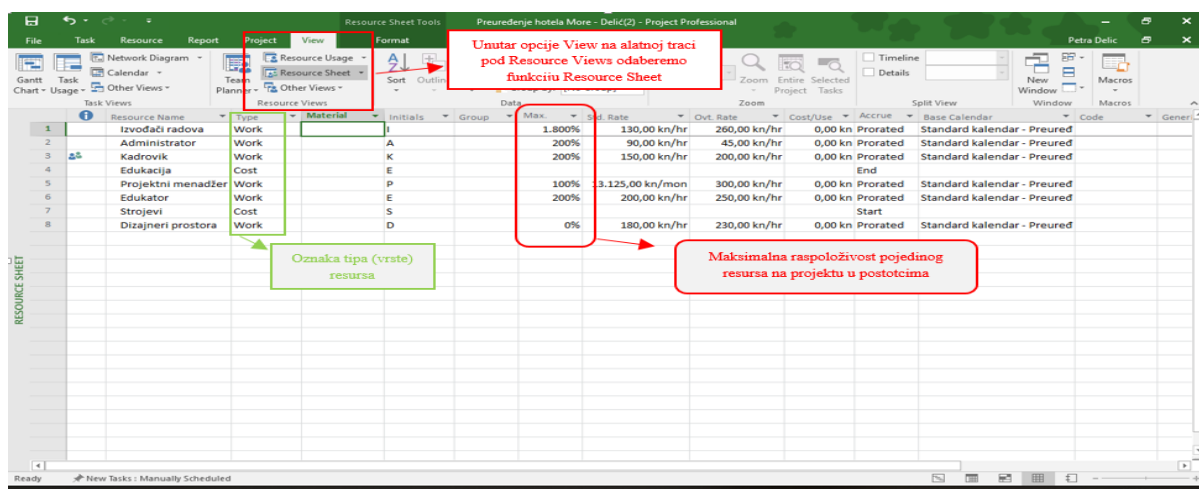 Resource Sheet Tools
Preuređenje hotela More - Delić(2) - Project Professional
File Task Resource Report Project View Format
Petra Delic
Unutar opcije View na alatnoj traci
pod Resource Views odaberemo
funkciju Resource Sheet
Network Diagram
Calendar
Other Views
Gantt Chart
Task Usage
Task Views
Team Planner
Resource Usage
Resource Sheet
Other Views
Resource Views
Sort
Data
Zoom
Entire Project
Selected Tasks
Zoom
Timeline
Details
Split View
New Window
Window
Macros
Macros
Resource Name Type Material Initials Group Max. Std. Rate Ovt. Rate Cost/Use Accrue Base Calendar Code
1 Izvođači radova Work I 1.800% 130,00 kn/hr 260,00 kn/hr 0,00 kn Prorated Standard kalendar - Preuređ
2 Administrator Work A 200% 90,00 kn/hr 45,00 kn/hr 0,00 kn Prorated Standard kalendar - Preuređ
3 Kadrovik Work K 200% 150,00 kn/hr 200,00 kn/hr 0,00 kn Prorated Standard kalendar - Preuređ
4 Edukacija Cost E End
5 Projektni menadžer Work P 100% 13.125,00 kn/mon 300,00 kn/hr 0,00 kn Prorated Standard kalendar - Preuređ
6 Edukator Work E 200% 200,00 kn/hr 250,00 kn/hr 0,00 kn Prorated Standard kalendar - Preuređ
7 Strojevi Cost S Start
8 Dizajneri prostora Work D 0% 180,00 kn/hr 230,00 kn/hr 0,00 kn Prorated Standard kalendar - Preuređ
Oznaka tipa (vrste)
resursa
Maksimalna raspoloživost pojedinog
resursa na projektu u postotcima
RESOURCE SHEET
Ready New Tasks : Manually Scheduled